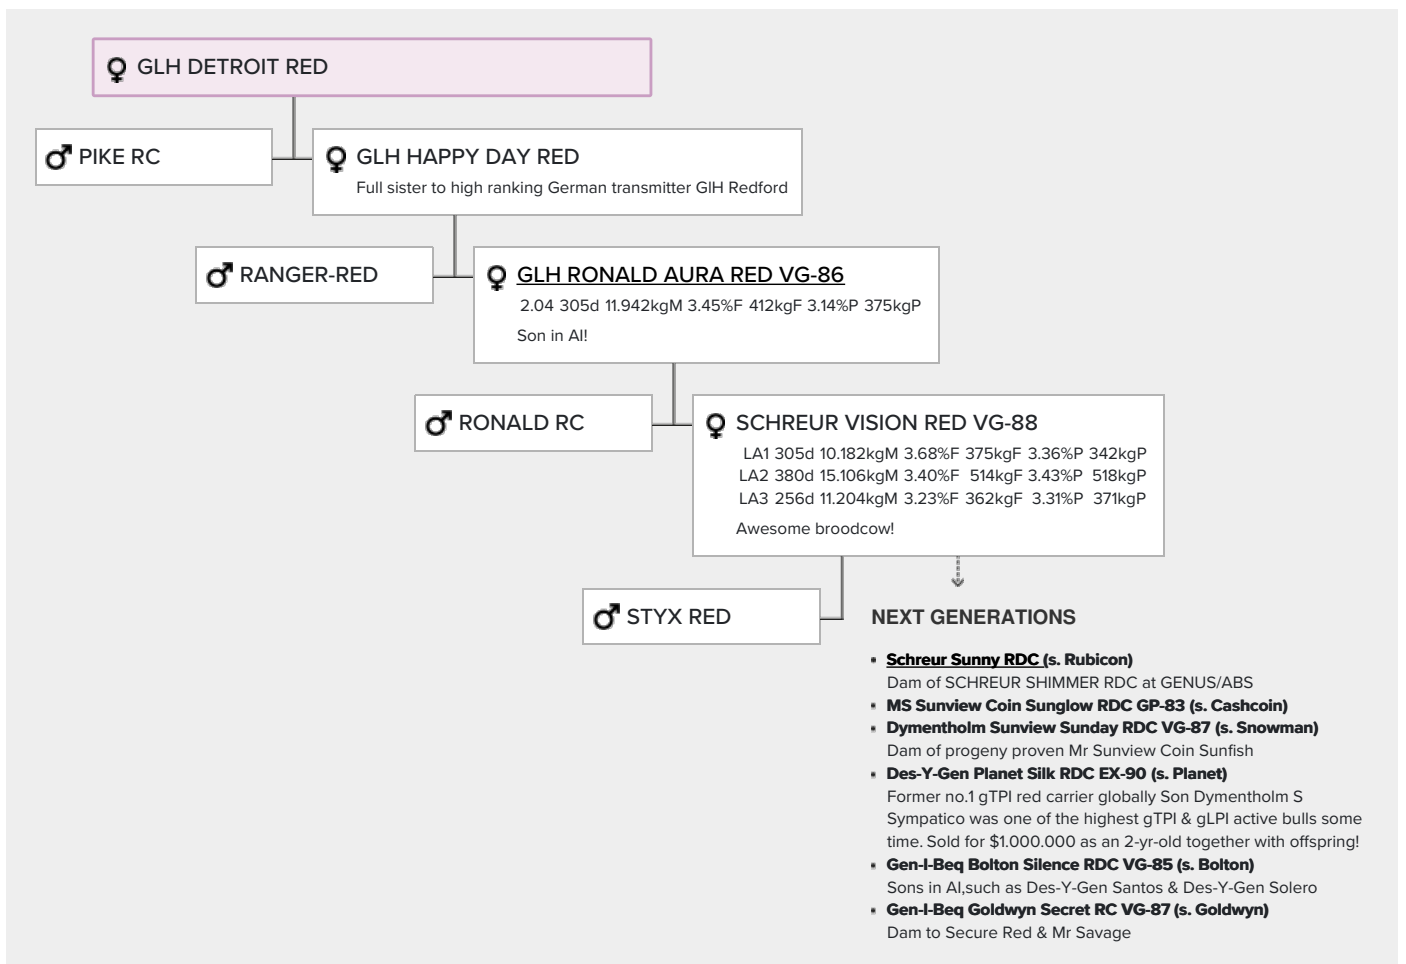 GLH DETROIT RED
PIKE RC
GLH HAPPY DAY RED
Full sister to high ranking German transmitter GlH Redford
RANGER-RED
GLH RONALD AURA RED VG-86
2.04 305d 11.942kgM 3.45%F 412kgF 3.14%P 375kgP
Son in AI!
RONALD RC
SCHREUR VISION RED VG-88
LA1 305d 10.182kgM 3.68%F 375kgF 3.36%P 342kgP
LA2 380d 15.106kgM 3.40%F 514kgF 3.43%P 518kgP
LA3 256d 11.204kgM 3.23%F 362kgF 3.31%P 371kgP
Awesome broodcow!
STYX RED
NEXT GENERATIONS
Schreur Sunny RDC (s. Rubicon)
Dam of SCHREUR SHIMMER RDC at GENUS/ABS
MS Sunview Coin Sunglow RDC GP-83 (s. Cashcoin)
Dymentholm Sunview Sunday RDC VG-87 (s. Snowman)
Dam of progeny proven Mr Sunview Coin Sunfish
Des-Y-Gen Planet Silk RDC EX-90 (s. Planet)
Former no.1 gTPI red carrier globally Son Dymentholm S
Sympatico was one of the highest gTPI & gLPI active bulls some
time. Sold for $1.000.000 as an 2-yr-old together with offspring!
Gen-I-Beq Bolton Silence RDC VG-85 (s. Bolton)
Sons in AI,such as Des-Y-Gen Santos & Des-Y-Gen Solero
Gen-I-Beq Goldwyn Secret RC VG-87 (s. Goldwyn)
Dam to Secure Red & Mr Savage